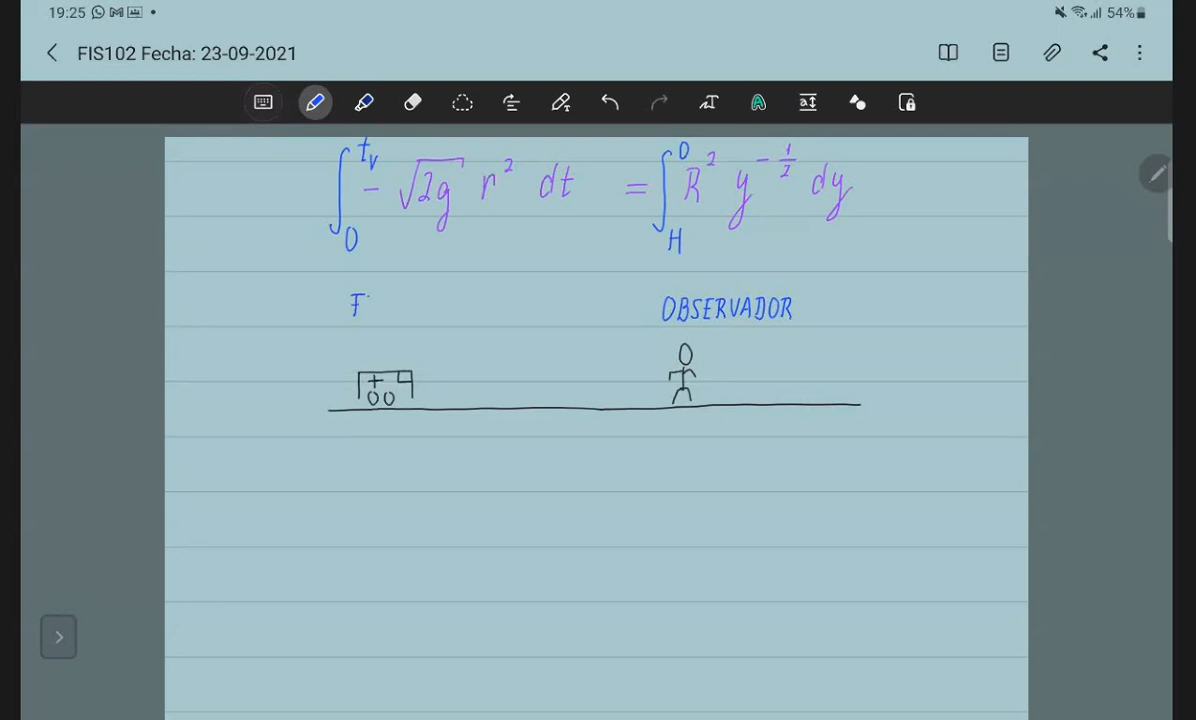 19:25 54%
FIS102 Fecha: 23-09-2021
∫₀^{t_v} - √2g r² dt = ∫_H^0 R² y^{-1/2} dy
F OBSERVADOR